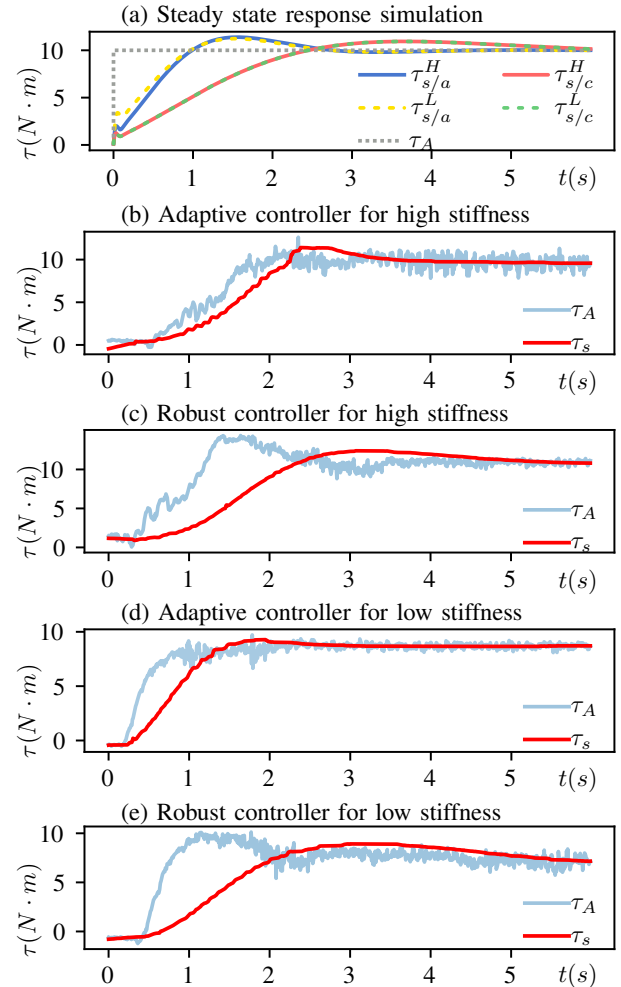 (a) Steady state response simulation
τ(N · m)
10
5
0
τ^H_{s/a}
τ^H_{s/c}
τ^L_{s/a}
τ^L_{s/c}
τ_A
0 1 2 3 4 5 t(s)
(b) Adaptive controller for high stiffness
τ(N · m)
10
5
0
τ_A
τ_s
0 1 2 3 4 5 t(s)
(c) Robust controller for high stiffness
τ(N · m)
10
5
0
τ_A
τ_s
0 1 2 3 4 5 t(s)
(d) Adaptive controller for low stiffness
τ(N · m)
10
5
0
τ_A
τ_s
0 1 2 3 4 5 t(s)
(e) Robust controller for low stiffness
τ(N · m)
10
5
0
τ_A
τ_s
0 1 2 3 4 5 t(s)